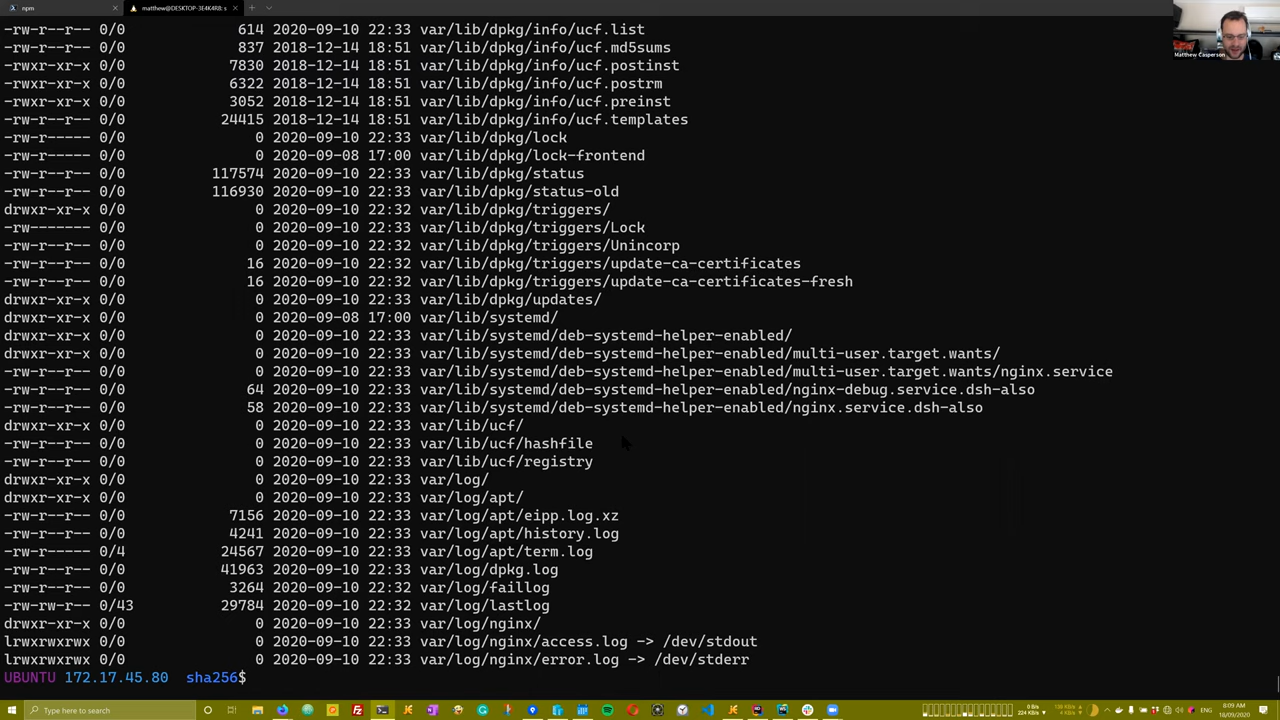 npm
matthew@DESKTOP-3E4K4R8: s
-rw-r--r-- 0/0 614 2020-09-10 22:33 var/lib/dpkg/info/ucf.list
-rw-r--r-- 0/0 837 2018-12-14 18:51 var/lib/dpkg/info/ucf.md5sums
-rwxr-xr-x 0/0 7830 2018-12-14 18:51 var/lib/dpkg/info/ucf.postinst
-rwxr-xr-x 0/0 6322 2018-12-14 18:51 var/lib/dpkg/info/ucf.postrm
-rwxr-xr-x 0/0 3052 2018-12-14 18:51 var/lib/dpkg/info/ucf.preinst
-rw-r--r-- 0/0 24415 2018-12-14 18:51 var/lib/dpkg/info/ucf.templates
-rw-r----- 0/0 0 2020-09-10 22:33 var/lib/dpkg/lock
-rw-r----- 0/0 0 2020-09-08 17:00 var/lib/dpkg/lock-frontend
-rw-r--r-- 0/0 117574 2020-09-10 22:33 var/lib/dpkg/status
-rw-r--r-- 0/0 116930 2020-09-10 22:33 var/lib/dpkg/status-old
drwxr-xr-x 0/0 0 2020-09-10 22:32 var/lib/dpkg/triggers/
-rw------- 0/0 0 2020-09-10 22:33 var/lib/dpkg/triggers/Lock
-rw-r--r-- 0/0 0 2020-09-10 22:32 var/lib/dpkg/triggers/Unincorp
-rw-r--r-- 0/0 16 2020-09-10 22:32 var/lib/dpkg/triggers/update-ca-certificates
-rw-r--r-- 0/0 16 2020-09-10 22:32 var/lib/dpkg/triggers/update-ca-certificates-fresh
drwxr-xr-x 0/0 0 2020-09-10 22:33 var/lib/dpkg/updates/
drwxr-xr-x 0/0 0 2020-09-08 17:00 var/lib/systemd/
drwxr-xr-x 0/0 0 2020-09-10 22:33 var/lib/systemd/deb-systemd-helper-enabled/
drwxr-xr-x 0/0 0 2020-09-10 22:33 var/lib/systemd/deb-systemd-helper-enabled/multi-user.target.wants/
-rw-r--r-- 0/0 0 2020-09-10 22:33 var/lib/systemd/deb-systemd-helper-enabled/multi-user.target.wants/nginx.service
-rw-r--r-- 0/0 64 2020-09-10 22:33 var/lib/systemd/deb-systemd-helper-enabled/nginx-debug.service.dsh-also
-rw-r--r-- 0/0 58 2020-09-10 22:33 var/lib/systemd/deb-systemd-helper-enabled/nginx.service.dsh-also
drwxr-xr-x 0/0 0 2020-09-10 22:33 var/lib/ucf/
-rw-r--r-- 0/0 0 2020-09-10 22:33 var/lib/ucf/hashfile
-rw-r--r-- 0/0 0 2020-09-10 22:33 var/lib/ucf/registry
drwxr-xr-x 0/0 0 2020-09-10 22:33 var/log/
drwxr-xr-x 0/0 0 2020-09-10 22:33 var/log/apt/
-rw-r--r-- 0/0 7156 2020-09-10 22:33 var/log/apt/eipp.log.xz
-rw-r--r-- 0/0 4241 2020-09-10 22:33 var/log/apt/history.log
-rw-r----- 0/4 24567 2020-09-10 22:33 var/log/apt/term.log
-rw-r--r-- 0/0 41963 2020-09-10 22:33 var/log/dpkg.log
-rw-r--r-- 0/0 3264 2020-09-10 22:32 var/log/faillog
-rw-rw-r-- 0/43 29784 2020-09-10 22:32 var/log/lastlog
drwxr-xr-x 0/0 0 2020-09-10 22:33 var/log/nginx/
lrwxrwxrwx 0/0 0 2020-09-10 22:33 var/log/nginx/access.log -> /dev/stdout
lrwxrwxrwx 0/0 0 2020-09-10 22:33 var/log/nginx/error.log -> /dev/stderr
UBUNTU 172.17.45.80 sha256$
Matthew Casperson
Type here to search
ENG
8:09 AM
18/09/2020